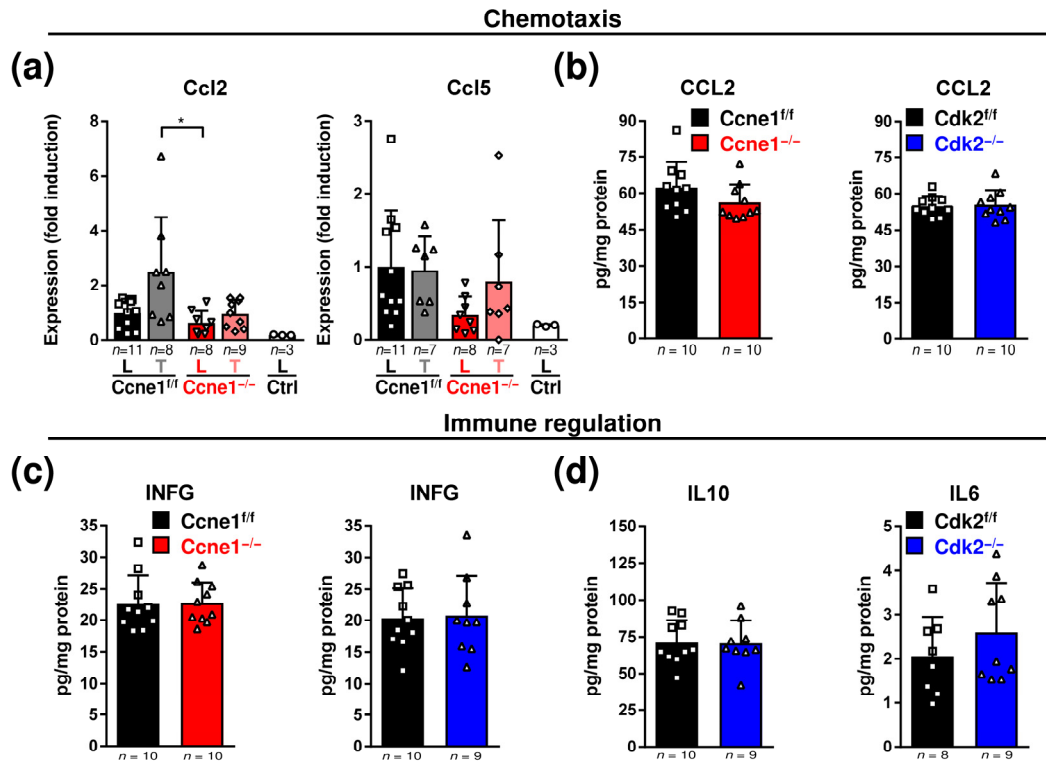 Chemotaxis
(a)
Ccl2
Expression (fold induction)
8
6
4
2
0
*
n=11 n=8 n=8 n=9 n=3
L T L T L
Ccne1f/f Ccne1−/− Ctrl
Ccl5
Expression (fold induction)
3
2
1
0
n=11 n=7 n=8 n=7 n=3
L T L T L
Ccne1f/f Ccne1−/− Ctrl
(b)
CCL2
Ccne1f/f
Ccne1−/−
pg/mg protein
90
75
60
45
30
15
0
n = 10 n = 10
CCL2
Cdk2f/f
Cdk2−/−
90
75
60
45
30
15
0
n = 10 n = 10
Immune regulation
(c)
INFG
Ccne1f/f
Ccne1−/−
pg/mg protein
35
30
25
20
15
10
5
0
n = 10 n = 10
INFG
pg/mg protein
35
30
25
20
15
10
5
0
n = 10 n = 9
(d)
IL10
pg/mg protein
150
125
100
75
50
25
0
n = 10 n = 9
IL6
Cdk2f/f
Cdk2−/−
pg/mg protein
5
4
3
2
1
0
n = 8 n = 9